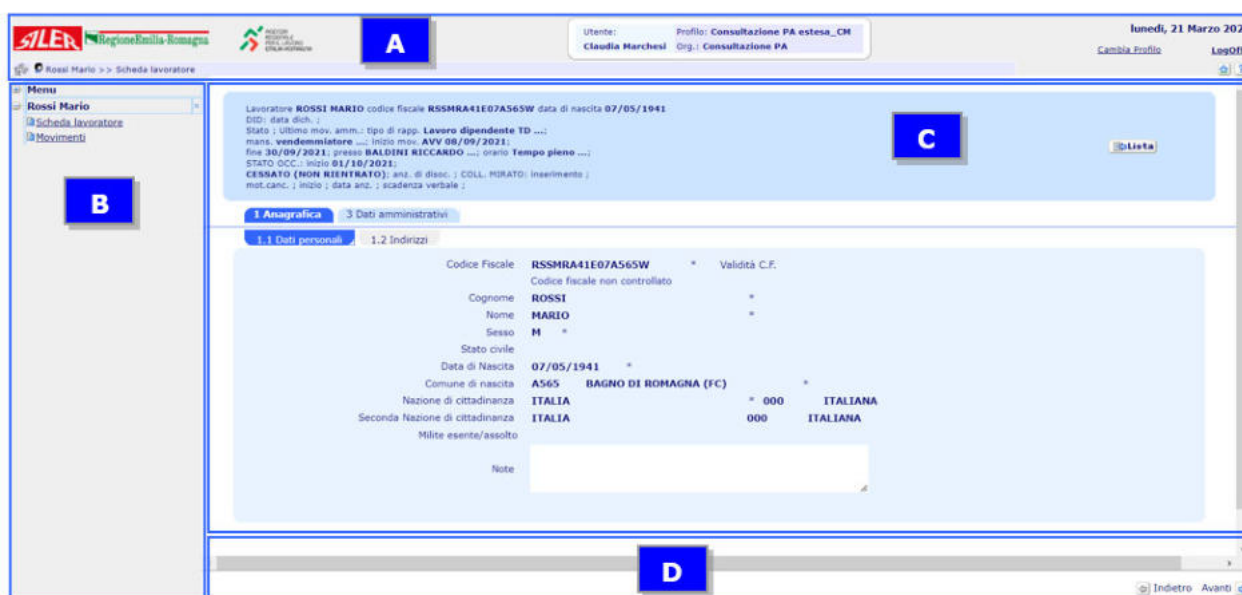 SILER RegioneEmilia-Romagna AGENZIA REGIONALE PER IL LAVORO EMILIA-ROMAGNA
A
Utente: Profilo: Consultazione PA estesa_CM
Claudia Marchesi Org.: Consultazione PA
lunedì, 21 Marzo 202
Cambia Profilo LogOff
Rossi Mario >> Scheda lavoratore
Menu
Rossi Mario
Scheda lavoratore
Movimenti
B
Lavoratore ROSSI MARIO codice fiscale RSSMRA41E07A565W data di nascita 07/05/1941
DID: data dich. ;
Stato ; Ultimo mov. amm.: tipo di rapp. Lavoro dipendente TD ...;
mans. vendemmiatore ...; inizio mov. AVV 08/09/2021;
fine 30/09/2021; presso BALDINI RICCARDO ...; orario Tempo pieno ...;
STATO OCC.: inizio 01/10/2021;
CESSATO (NON RIENTRATO); anz. di disoc. ; COLL. MIRATO: inserimento ;
mot.canc. ; inizio ; data anz. ; scadenza verbale ;
C
Lista
1 Anagrafica 3 Dati amministrativi
1.1 Dati personali 1.2 Indirizzi
Codice Fiscale RSSMRA41E07A565W * Validità C.F.
Codice fiscale non controllato
Cognome ROSSI *
Nome MARIO *
Sesso M *
Stato civile
Data di Nascita 07/05/1941 *
Comune di nascita A565 BAGNO DI ROMAGNA (FC) *
Nazione di cittadinanza ITALIA * 000 ITALIANA
Seconda Nazione di cittadinanza ITALIA 000 ITALIANA
Milite esente/assolto
Note
D
Indietro Avanti